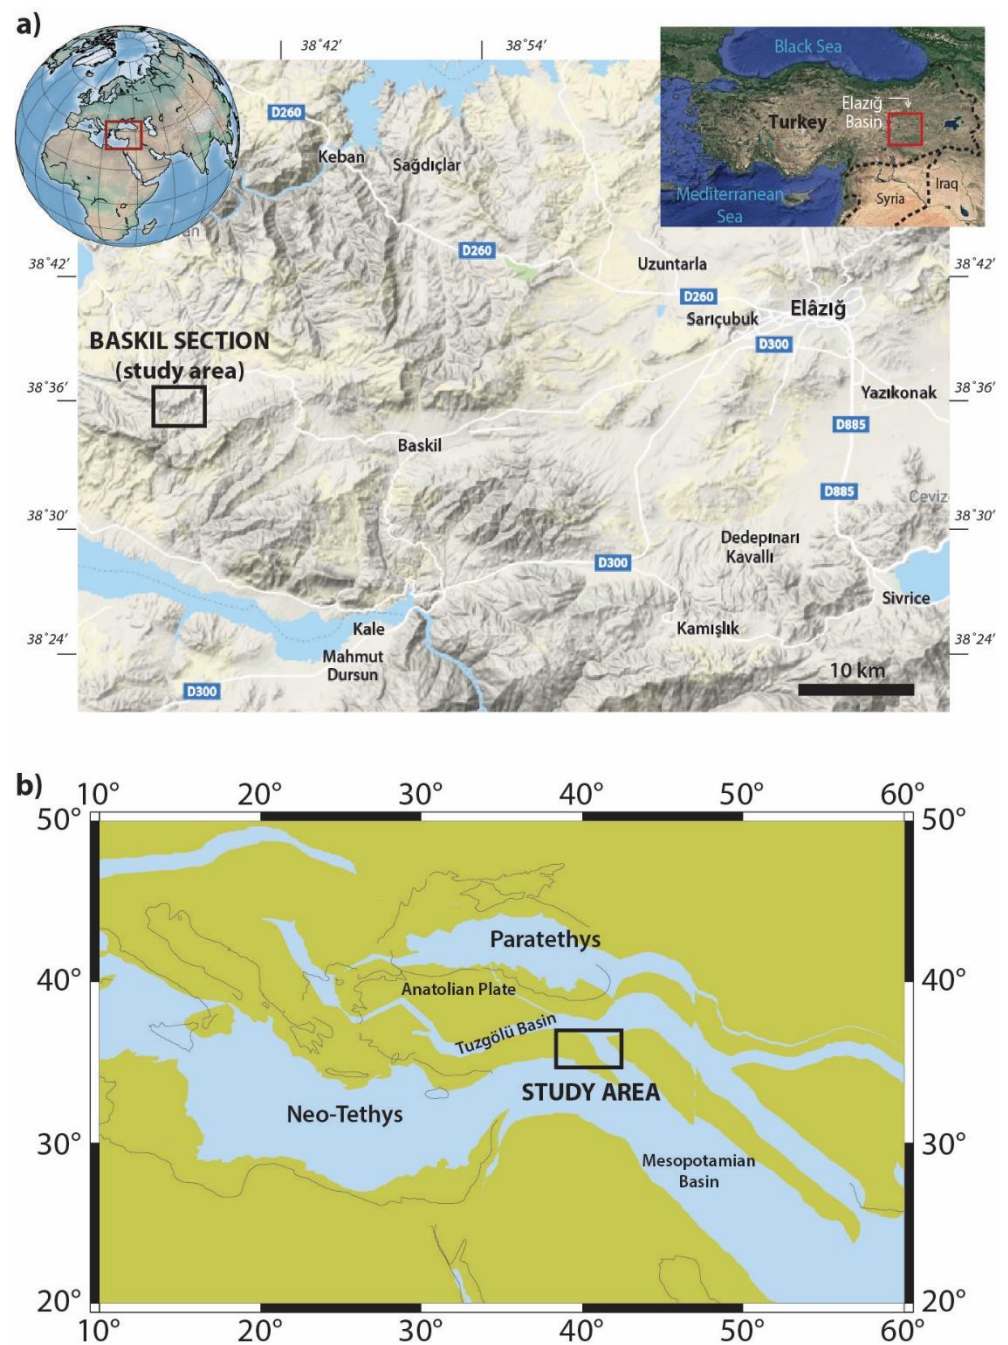 a)
38°42'
38°54'
Black Sea
Elazığ
Basin
Turkey
Mediterranean
Sea
Syria
Iraq
D260
Keban
Sağdıçlar
D260
Uzuntarla
38°42'
38°42'
D260
Elâzığ
Sarıçubuk
D300
BASKIL SECTION
(study area)
38°36'
38°36'
Yazıkonak
D885
Baskil
D885
Ceviz
38°30'
38°30'
Dedepınarı
Kavallı
D300
Sivrice
Kale
Kamışlık
38°24'
38°24'
Mahmut
Dursun
D300
10 km
b)
10°
20°
30°
40°
50°
60°
50°
50°
Paratethys
40°
40°
Anatolian Plate
Tuzgölü Basin
STUDY AREA
Neo-Tethys
30°
30°
Mesopotamian
Basin
20°
20°
10°
20°
30°
40°
50°
60°